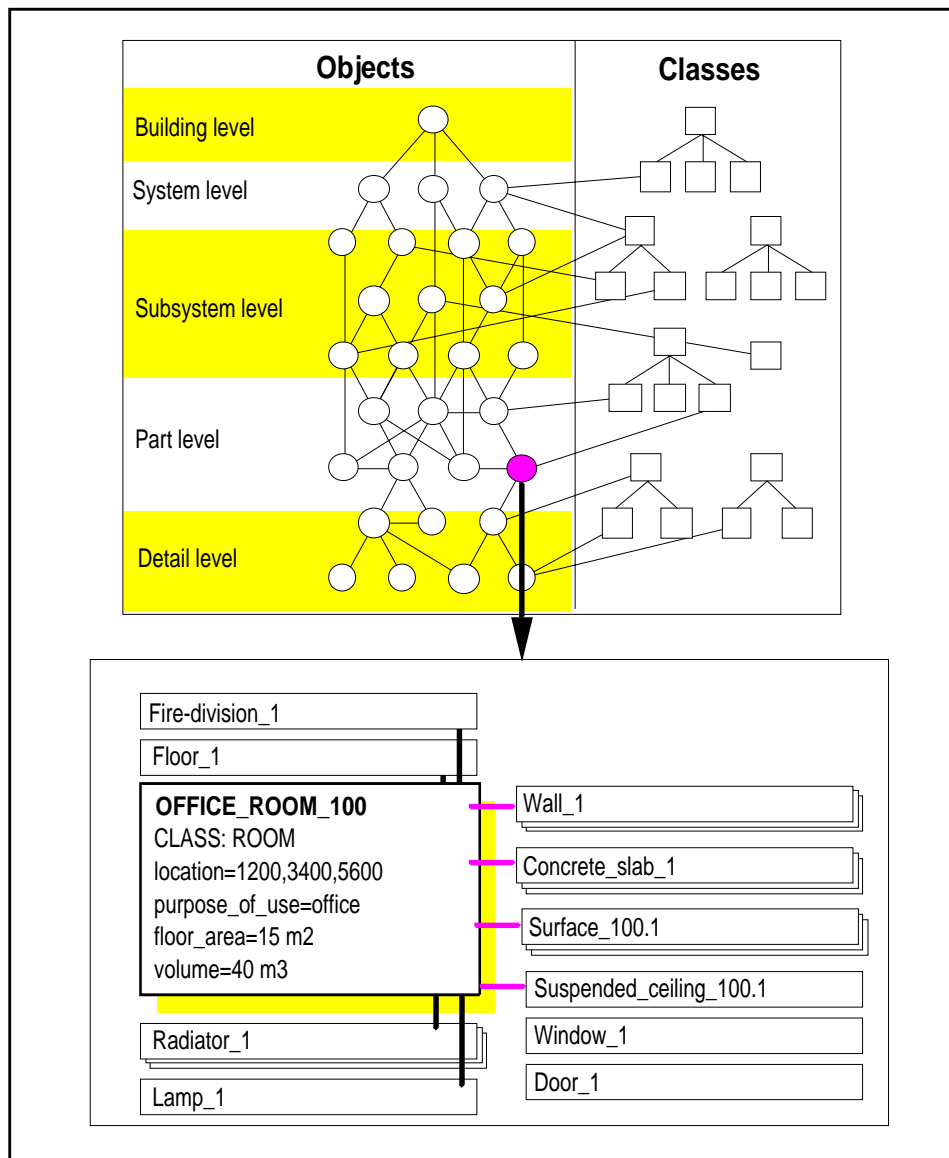 Objects
Classes
Building level
System level
Subsystem level
Part level
Detail level
Fire-division_1
Floor_1
OFFICE_ROOM_100
CLASS: ROOM
location=1200,3400,5600
purpose_of_use=office
floor_area=15 m2
volume=40 m3
Radiator_1
Lamp_1
Wall_1
Concrete_slab_1
Surface_100.1
Suspended_ceiling_100.1
Window_1
Door_1